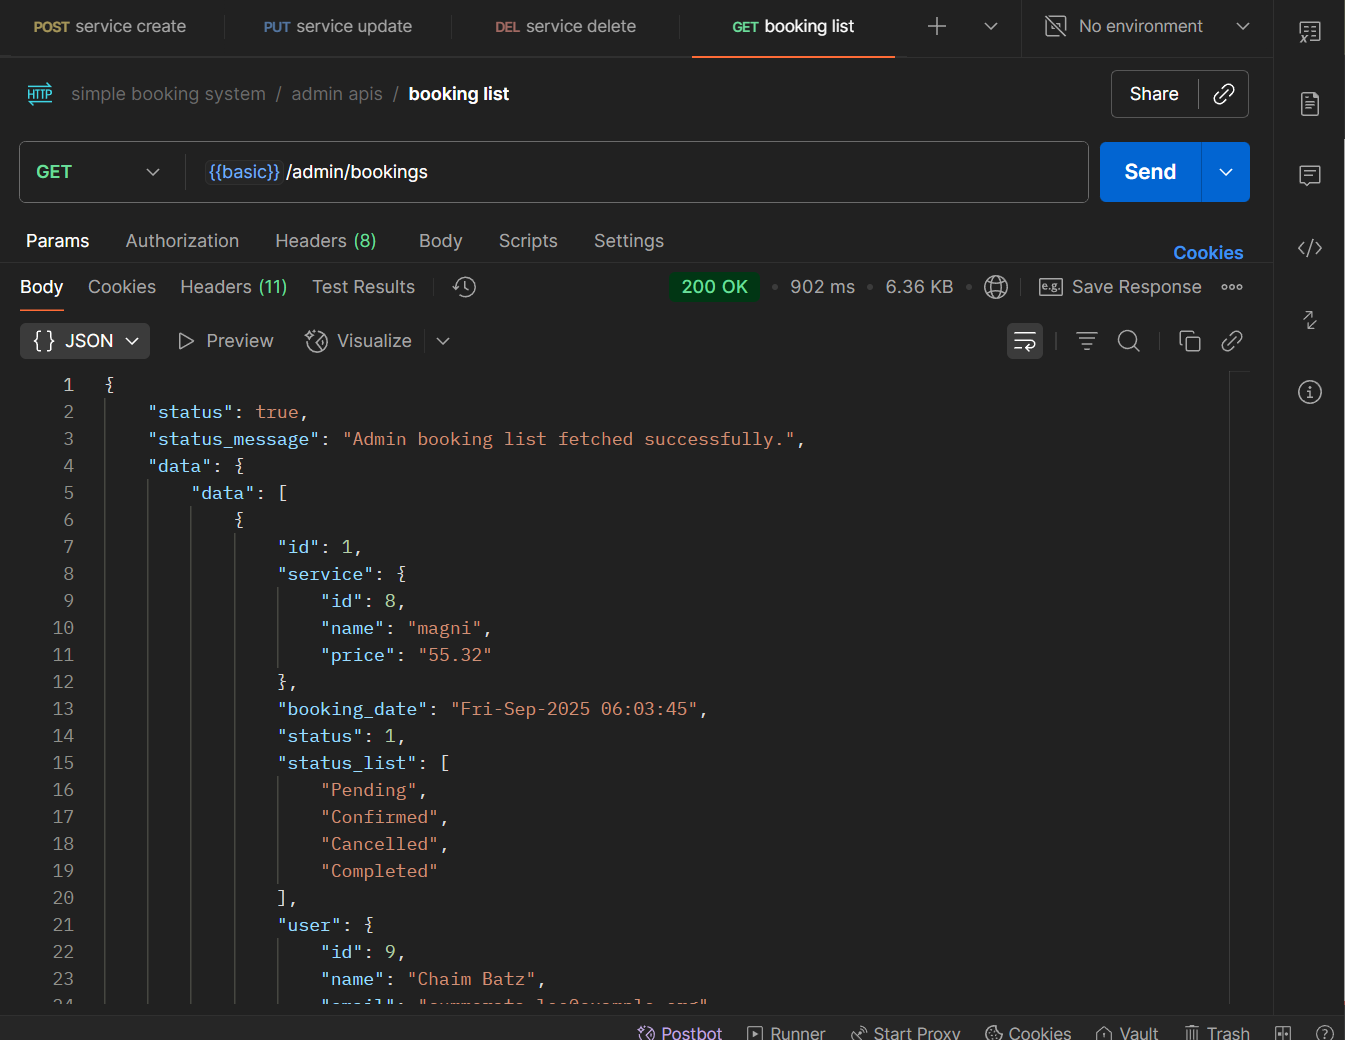 POST service create PUT service update DEL service delete GET booking list No environment
HTTP simple booking system / admin apis / booking list Share
GET {{basic}} /admin/bookings Send
Params Authorization Headers (8) Body Scripts Settings
Cookies
Body Cookies Headers (11) Test Results 200 OK • 902 ms • 6.36 KB • e.g. Save Response
{ } JSON Preview Visualize
1 {
2 "status": true,
3 "status_message": "Admin booking list fetched successfully.",
4 "data": {
5 "data": [
6 {
7 "id": 1,
8 "service": {
9 "id": 8,
10 "name": "magni",
11 "price": "55.32"
12 },
13 "booking_date": "Fri-Sep-2025 06:03:45",
14 "status": 1,
15 "status_list": [
16 "Pending",
17 "Confirmed",
18 "Cancelled",
19 "Completed"
20 ],
21 "user": {
22 "id": 9,
23 "name": "Chaim Batz",
24 "email":
Postbot Runner Start Proxy Cookies Vault Trash